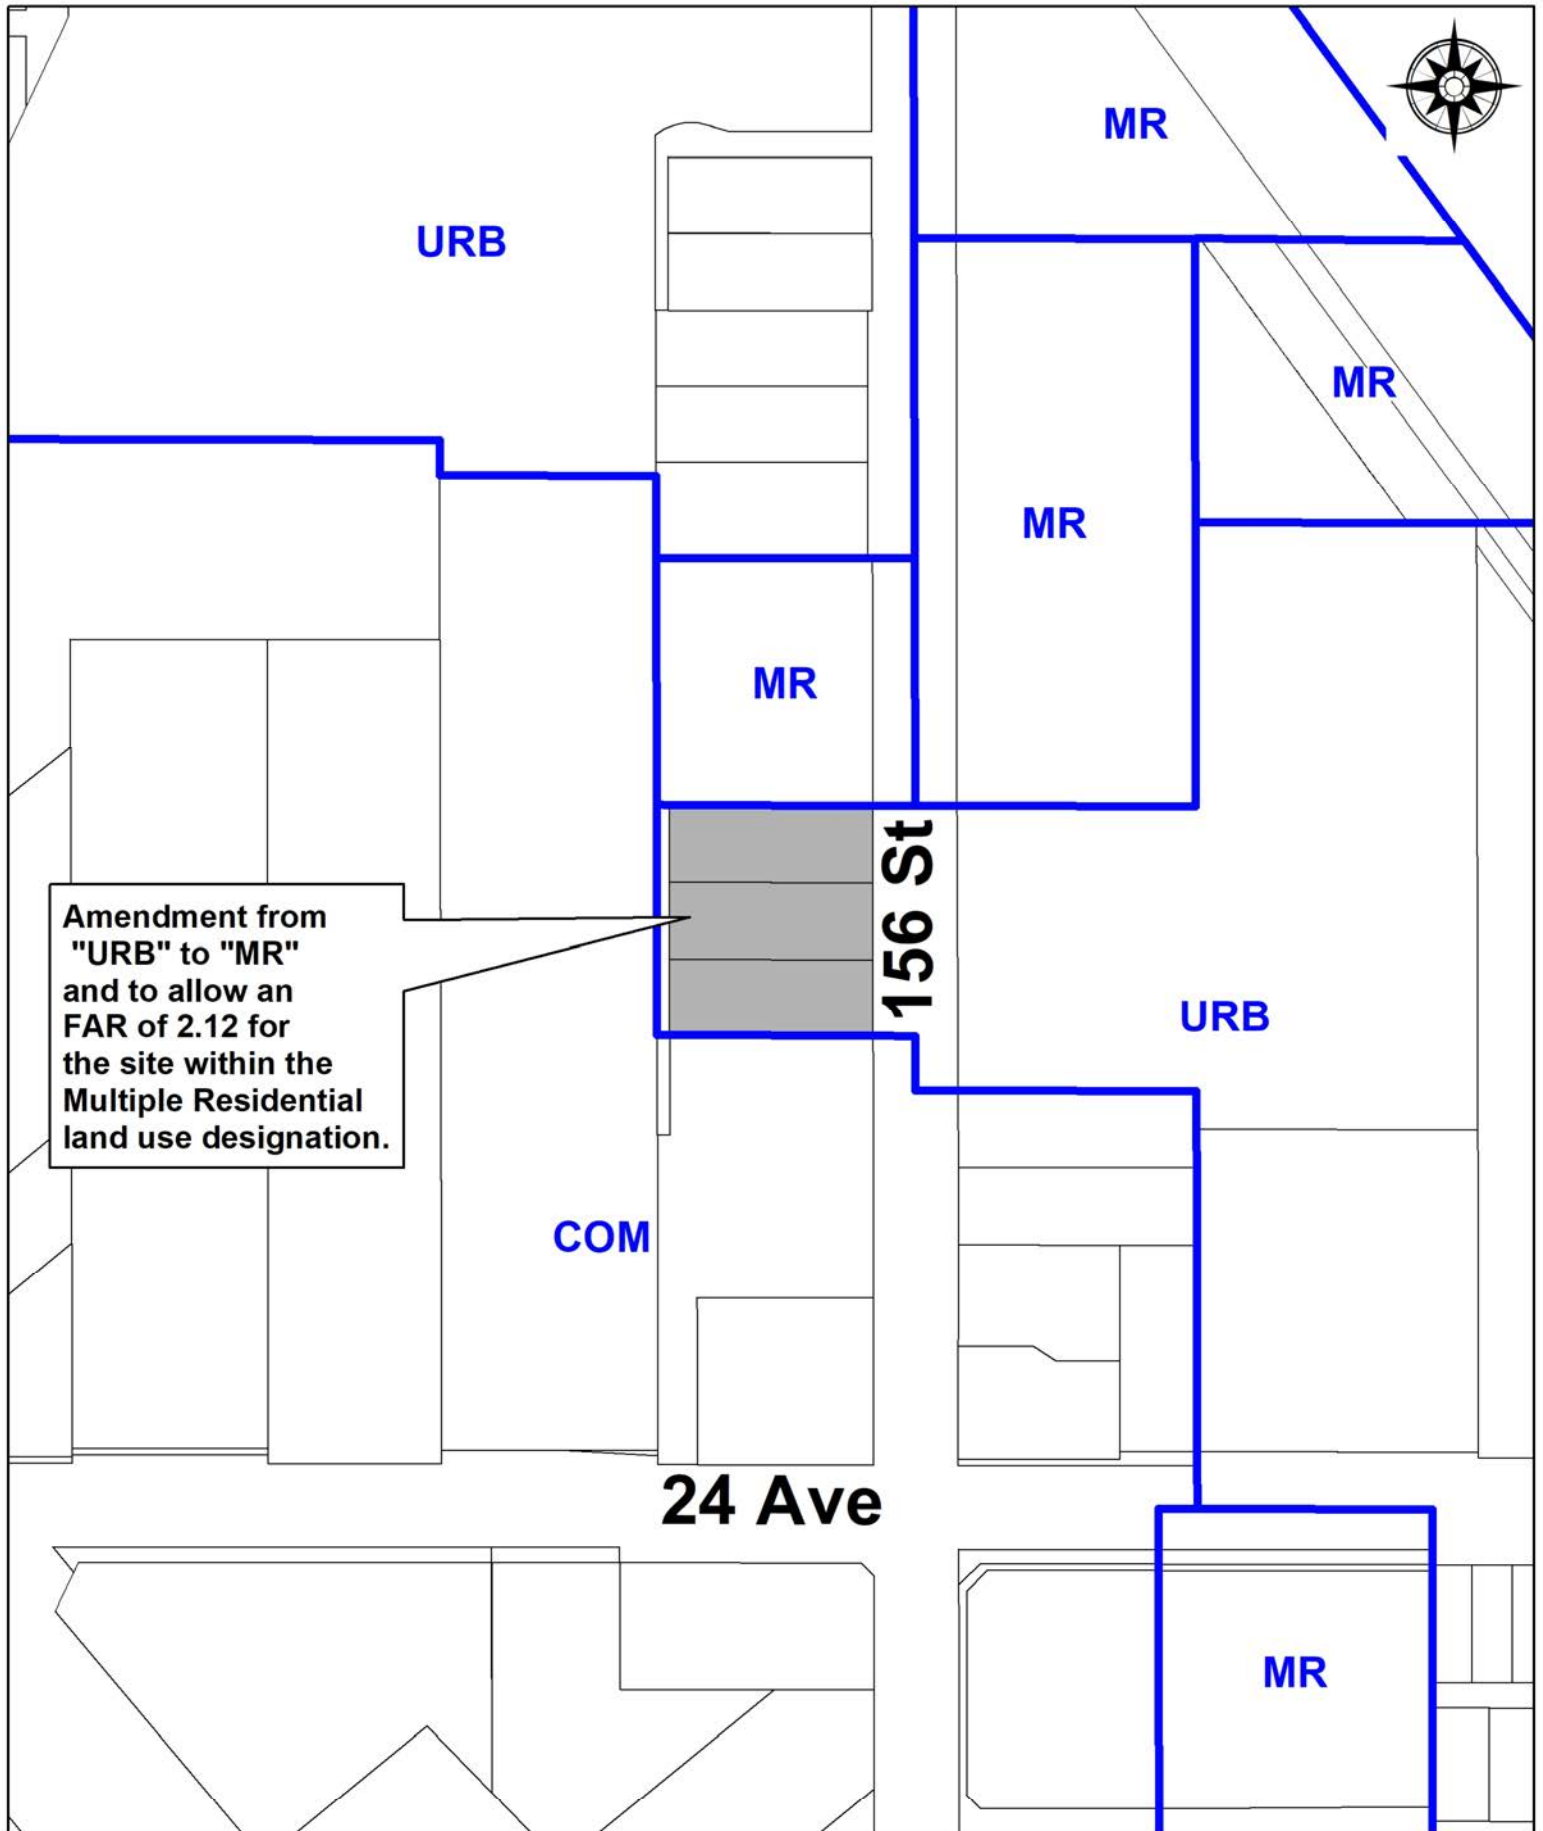 MR
URB
MR
MR
MR
156 St
Amendment from
"URB" to "MR"
and to allow an
FAR of 2.12 for
the site within the
Multiple Residential
land use designation.
URB
COM
24 Ave
MR